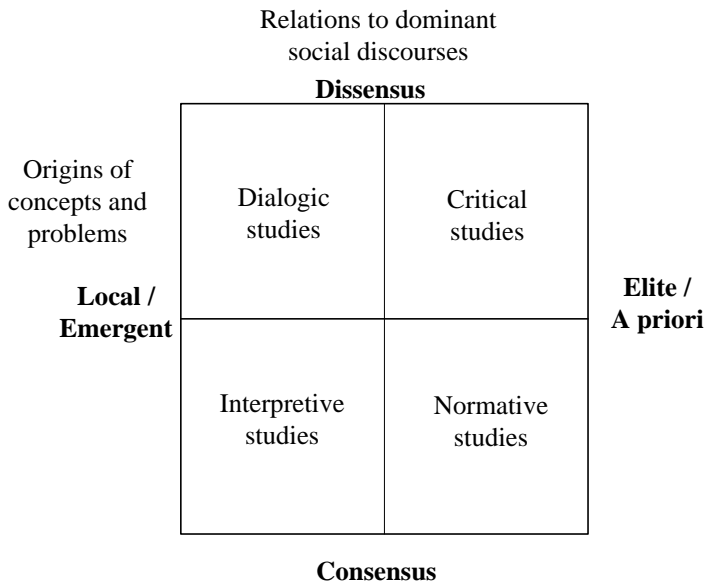 Relations to dominant
social discourses
Dissensus
Origins of
concepts and
problems
Dialogic
studies
Critical
studies
Local /
Emergent
Elite /
A priori
Interpretive
studies
Normative
studies
Consensus